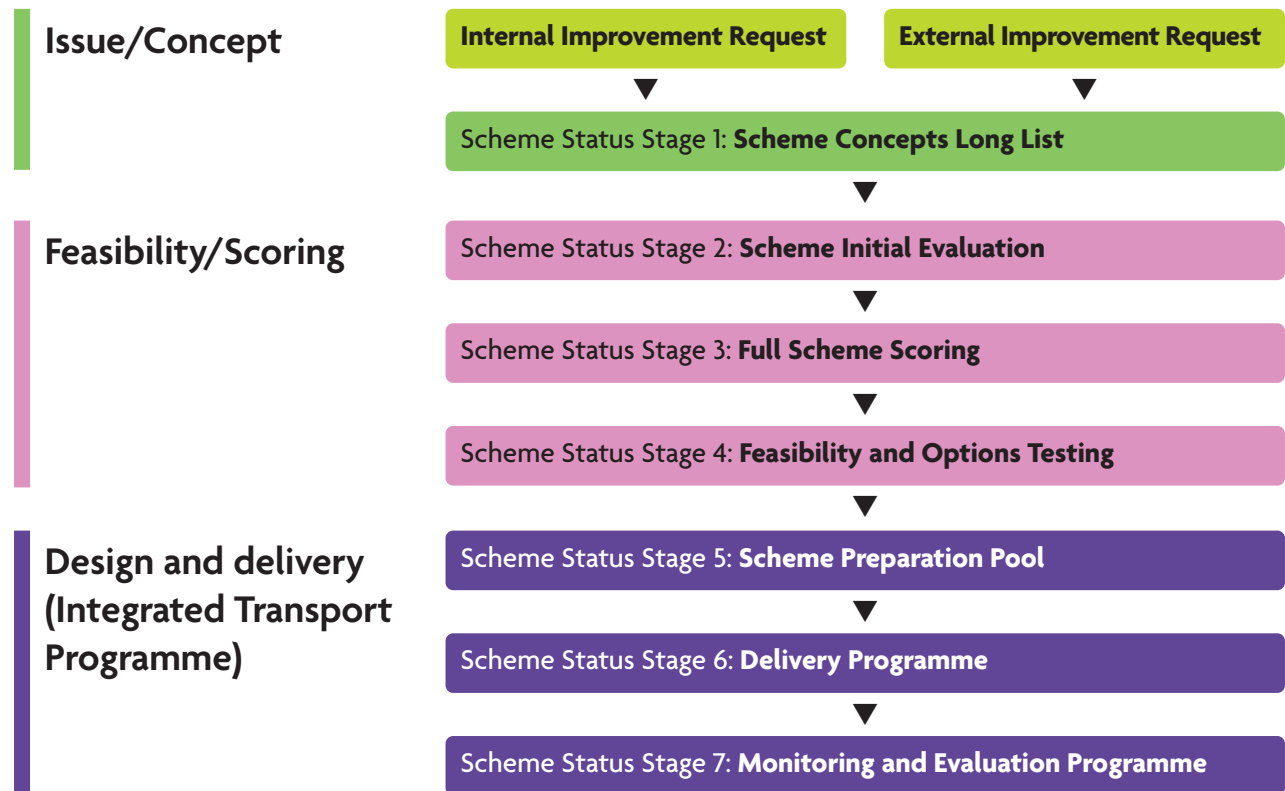 Issue/Concept
Internal Improvement Request
External Improvement Request
Scheme Status Stage 1: Scheme Concepts Long List
Feasibility/Scoring
Scheme Status Stage 2: Scheme Initial Evaluation
Scheme Status Stage 3: Full Scheme Scoring
Scheme Status Stage 4: Feasibility and Options Testing
Design and delivery
(Integrated Transport
Programme)
Scheme Status Stage 5: Scheme Preparation Pool
Scheme Status Stage 6: Delivery Programme
Scheme Status Stage 7: Monitoring and Evaluation Programme